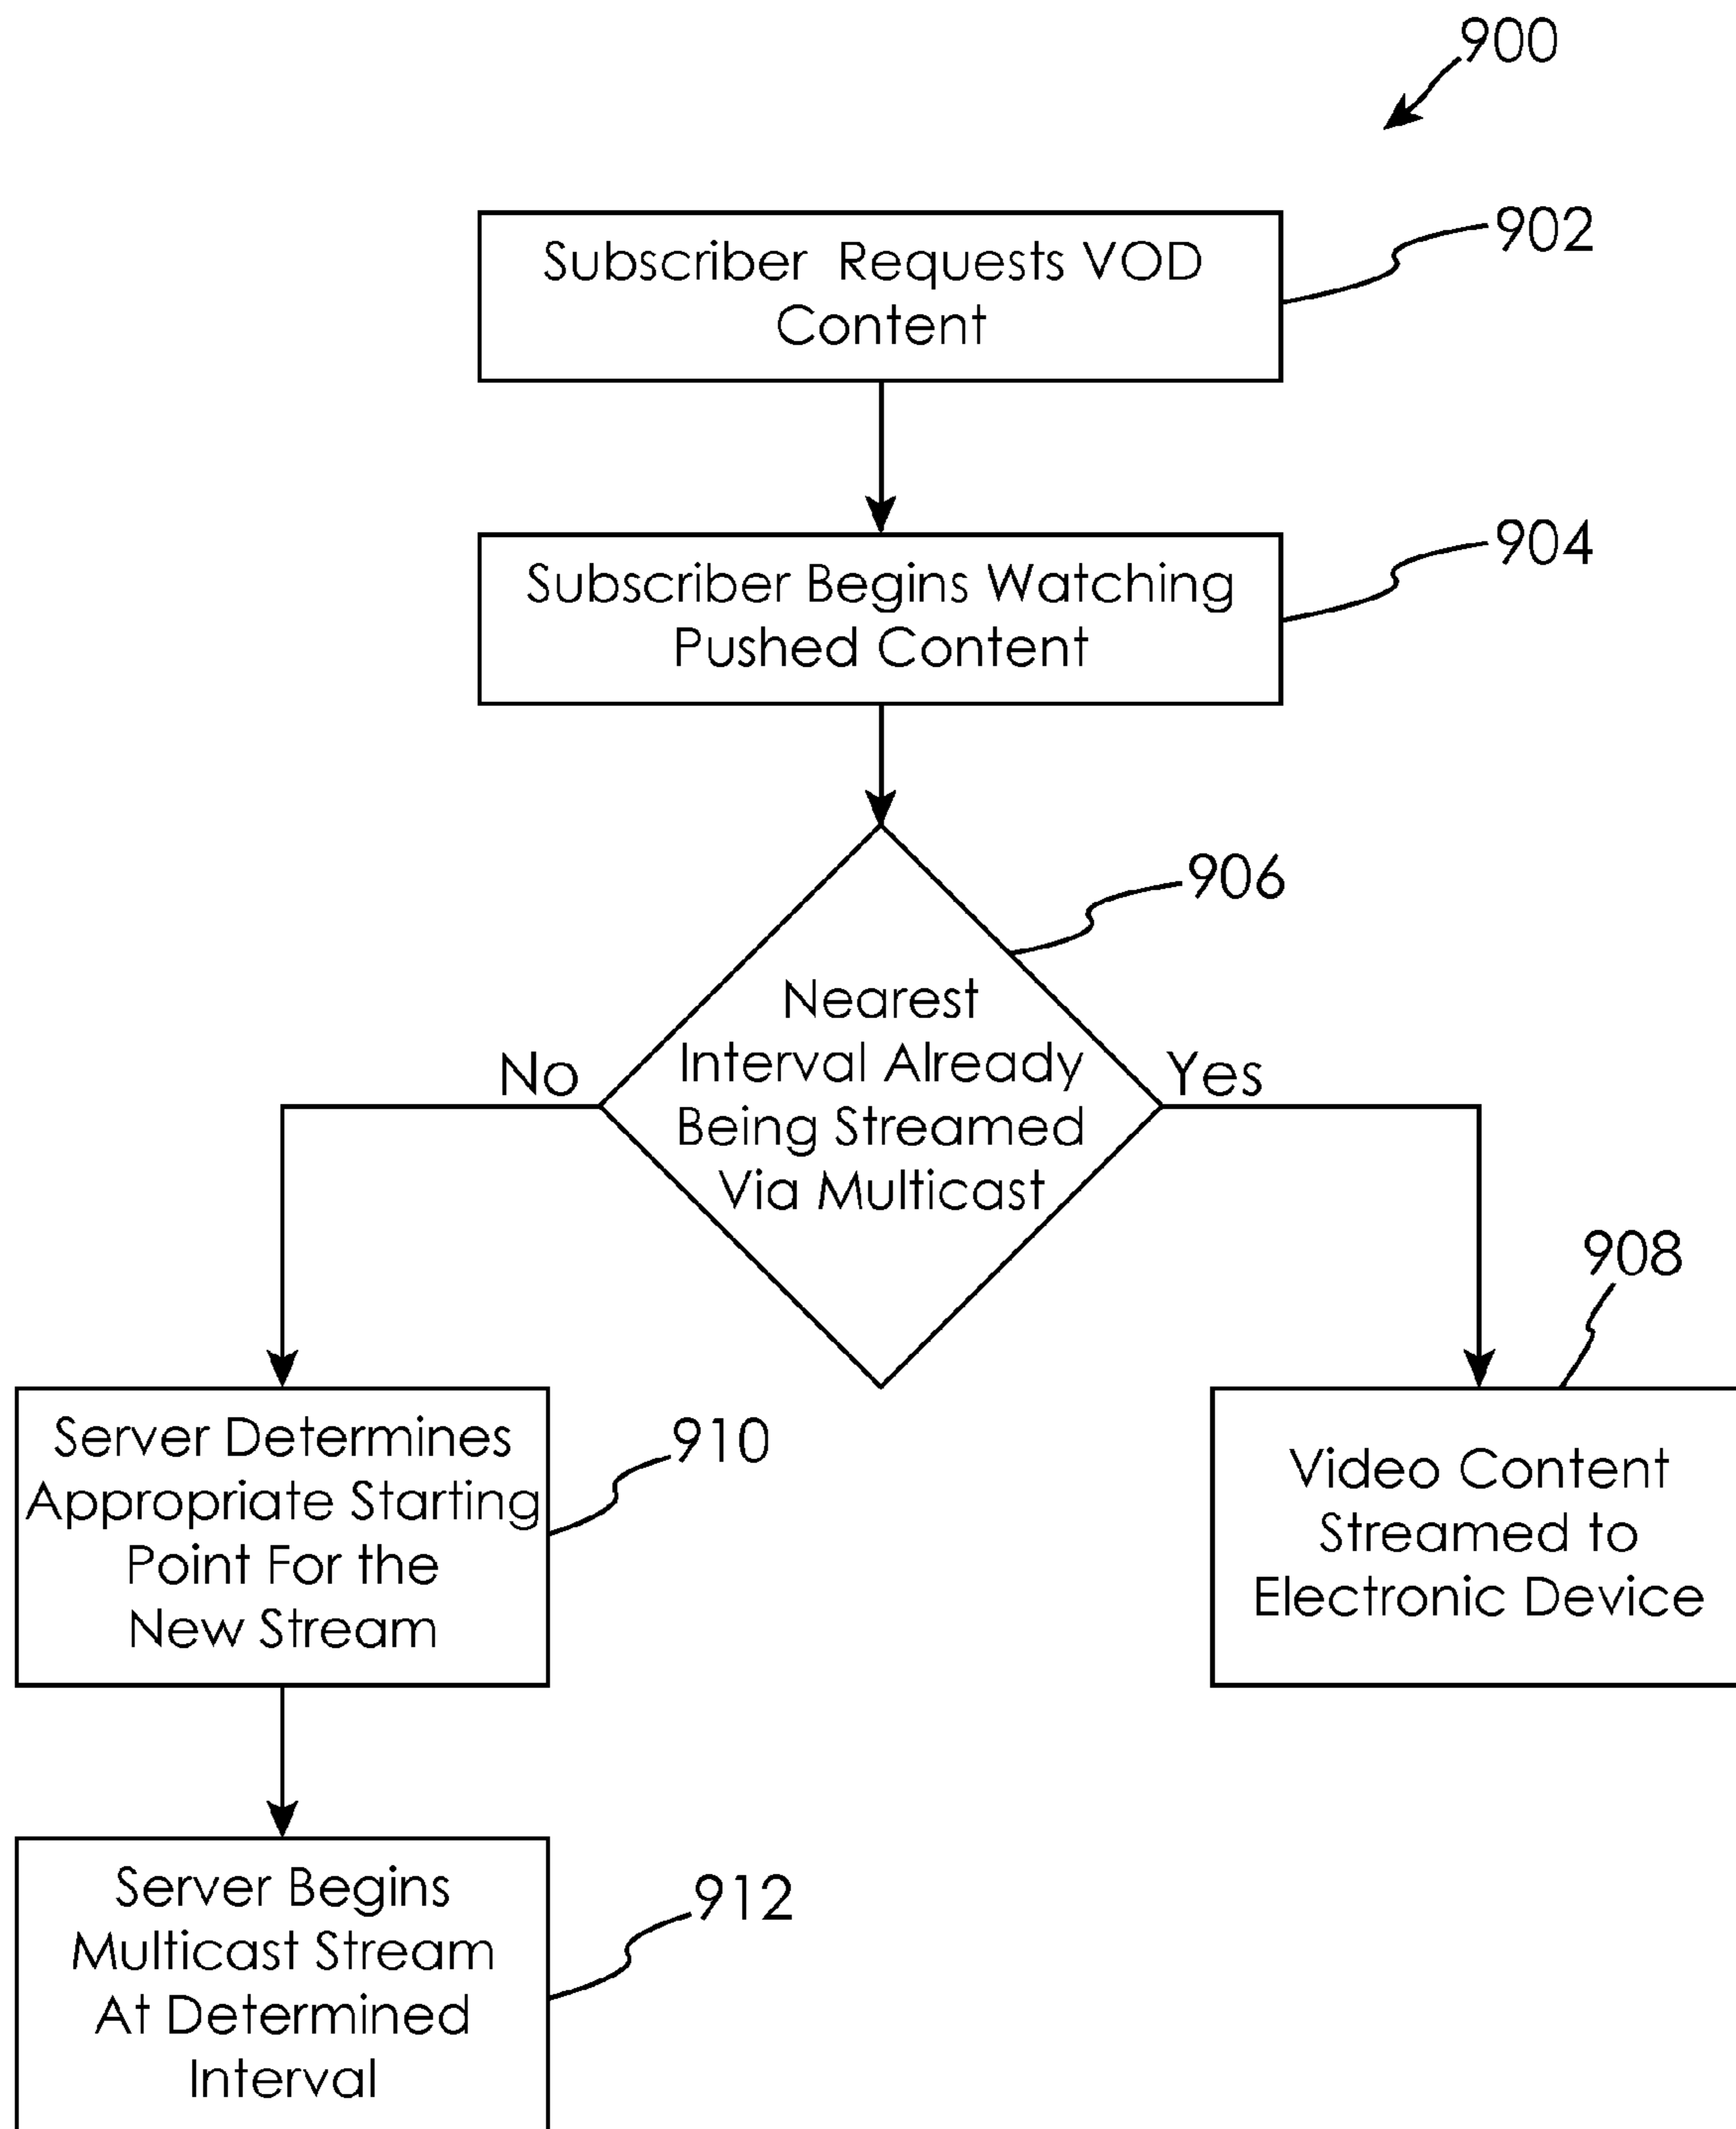 900
Subscriber Requests VOD
Content
902
Subscriber Begins Watching
Pushed Content
904
906
Nearest
Interval Already
Being Streamed
Via Multicast
No
Yes
908
Server Determines
Appropriate Starting
Point For the
New Stream
910
Video Content
Streamed to
Electronic Device
Server Begins
Multicast Stream
At Determined
Interval
912